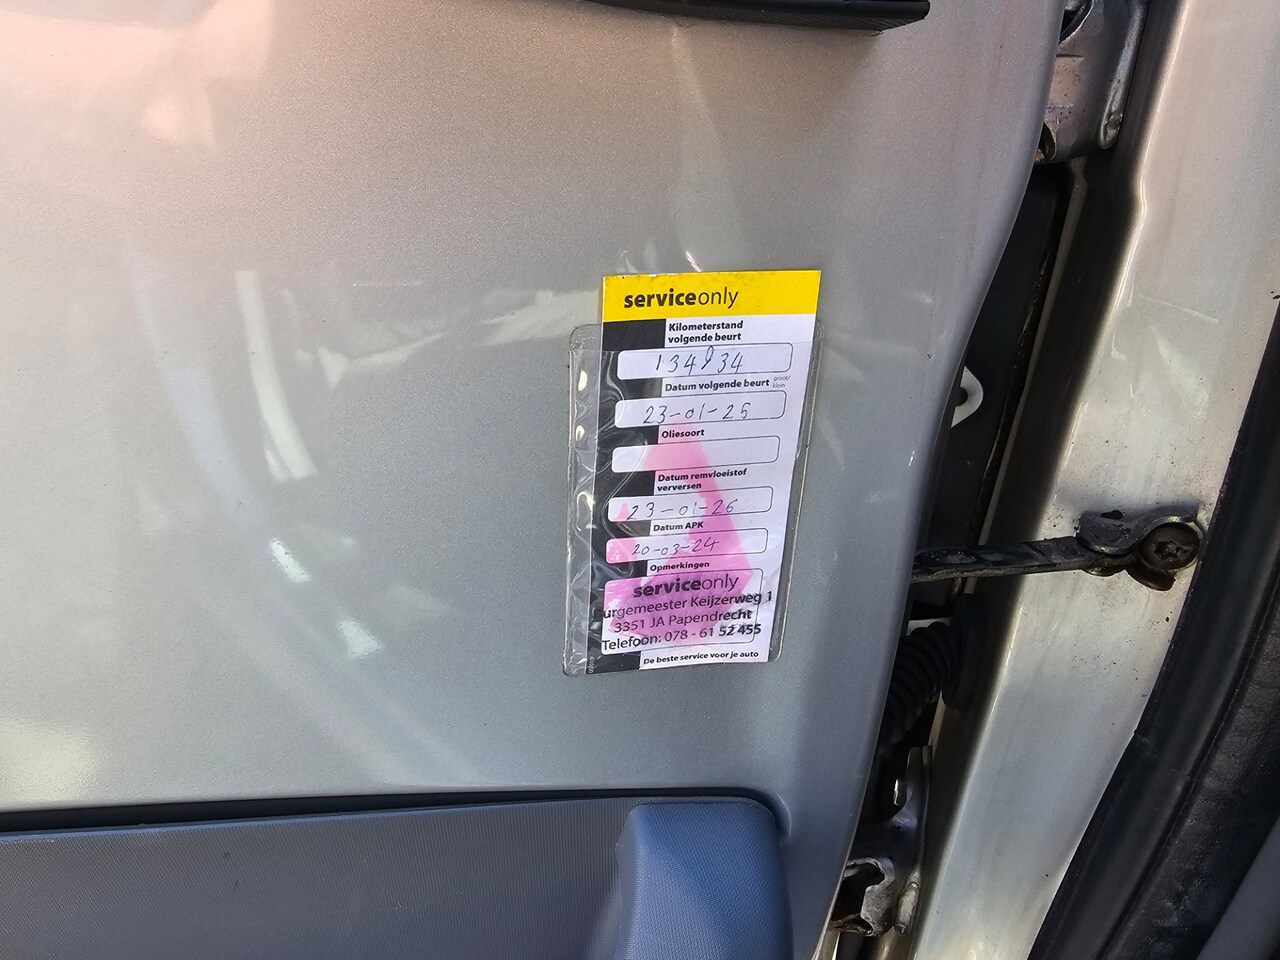 serviceonly
Kilometerstand
volgende beurt
Datum volgende beurt groot/
klein
23-01-25
Oliesoort
Datum remvloeistof
verversen
23-01-26
Datum APK
20-03-24
Opmerkingen
serviceonly
urgemeester Keijzerweg 1
3351 JA Papendrecht
Telefoon: 078 - 61 52 455
De beste service voor je auto